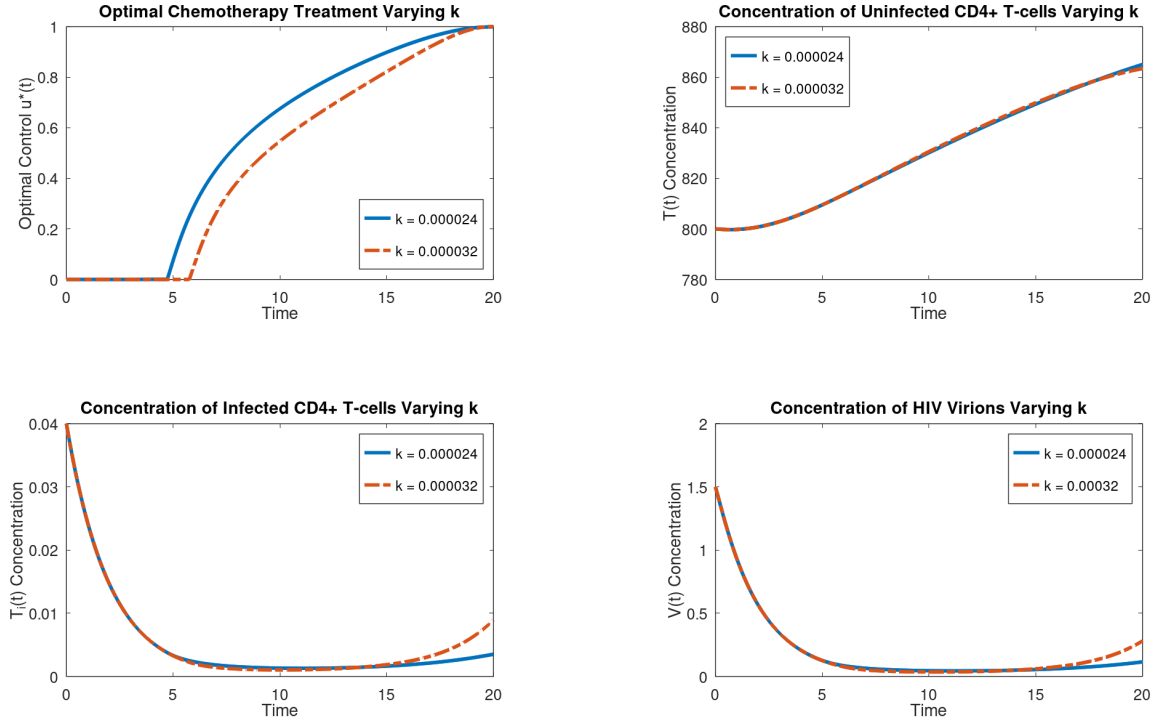 Optimal Chemotherapy Treatment Varying k
Optimal Control u*(t)
1
0.8
0.6
0.4
0.2
0
0 5 10 15 20
Time
k = 0.000024
k = 0.000032
Concentration of Uninfected CD4+ T-cells Varying k
T(t) Concentration
880
860
840
820
800
780
0 5 10 15 20
Time
k = 0.000024
k = 0.000032
Concentration of Infected CD4+ T-cells Varying k
Tᵢ(t) Concentration
0.04
0.03
0.02
0.01
0
0 5 10 15 20
Time
k = 0.000024
k = 0.000032
Concentration of HIV Virions Varying k
V(t) Concentration
2
1.5
1
0.5
0
0 5 10 15 20
Time
k = 0.000024
k = 0.00032